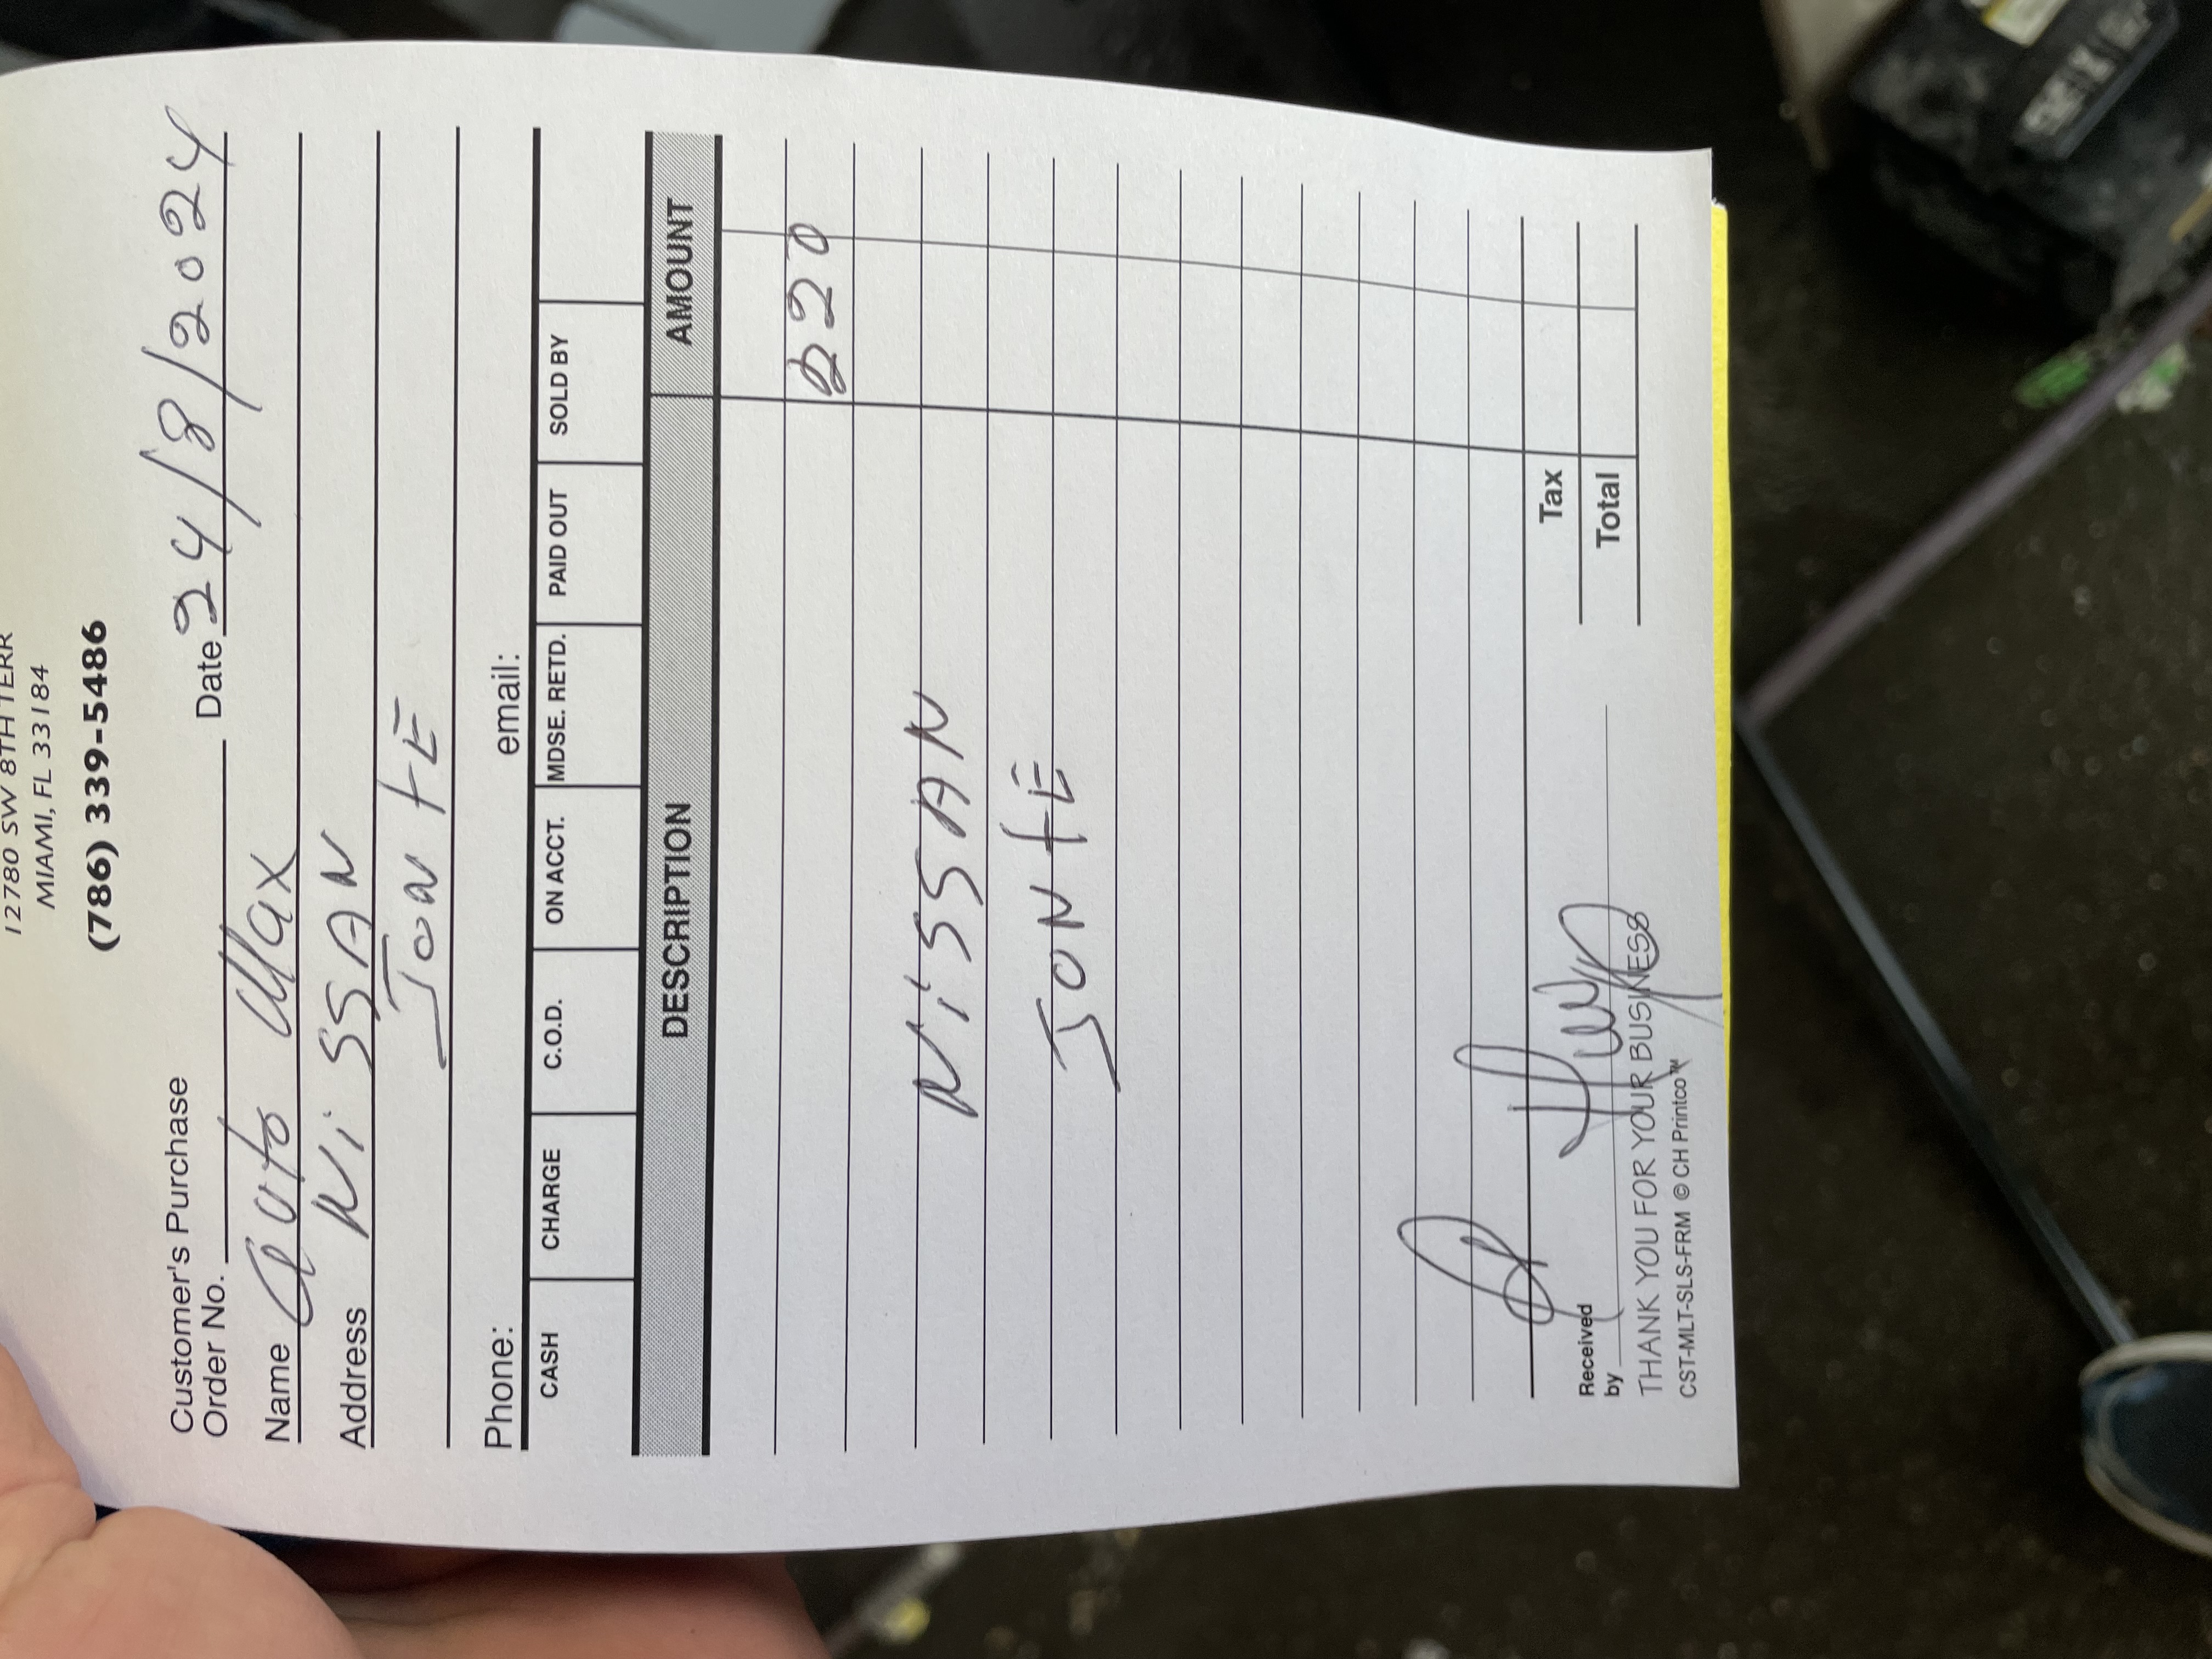 12780 SW 8TH TERR
MIAMI, FL 33184
(786) 339-5486
Customer's Purchase
Order No. Date 24/8/2024
Name Auto Max
Address NiSSAN
JONtE
Phone: email:
CASH CHARGE C.O.D. ON ACCT. MDSE. RETD. PAID OUT SOLD BY
DESCRIPTION AMOUNT
220
NiSSAN
JONtE
Tax
Received
by Total
THANK YOU FOR YOUR BUSINESS
CST-MLT-SLS-FRM © CH Printco™